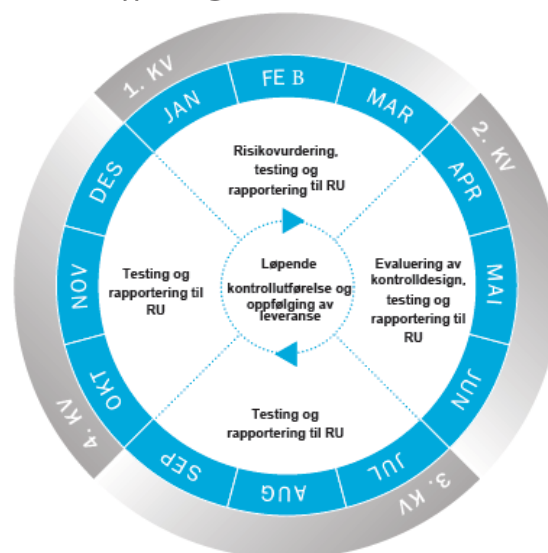 1. KV
2. KV
3. KV
4. KV
JAN
FEB
MAR
APR
MAI
JUN
JUL
AUG
SEP
OKT
NOV
DES
Risikovurdering,
testing og
rapportering til RU
Evaluering av
kontrolldesign,
testing og
rapportering til
RU
Testing og
rapportering til RU
Testing og
rapportering til
RU
Løpende
kontrollutførelse og
oppfølging av
leveranse